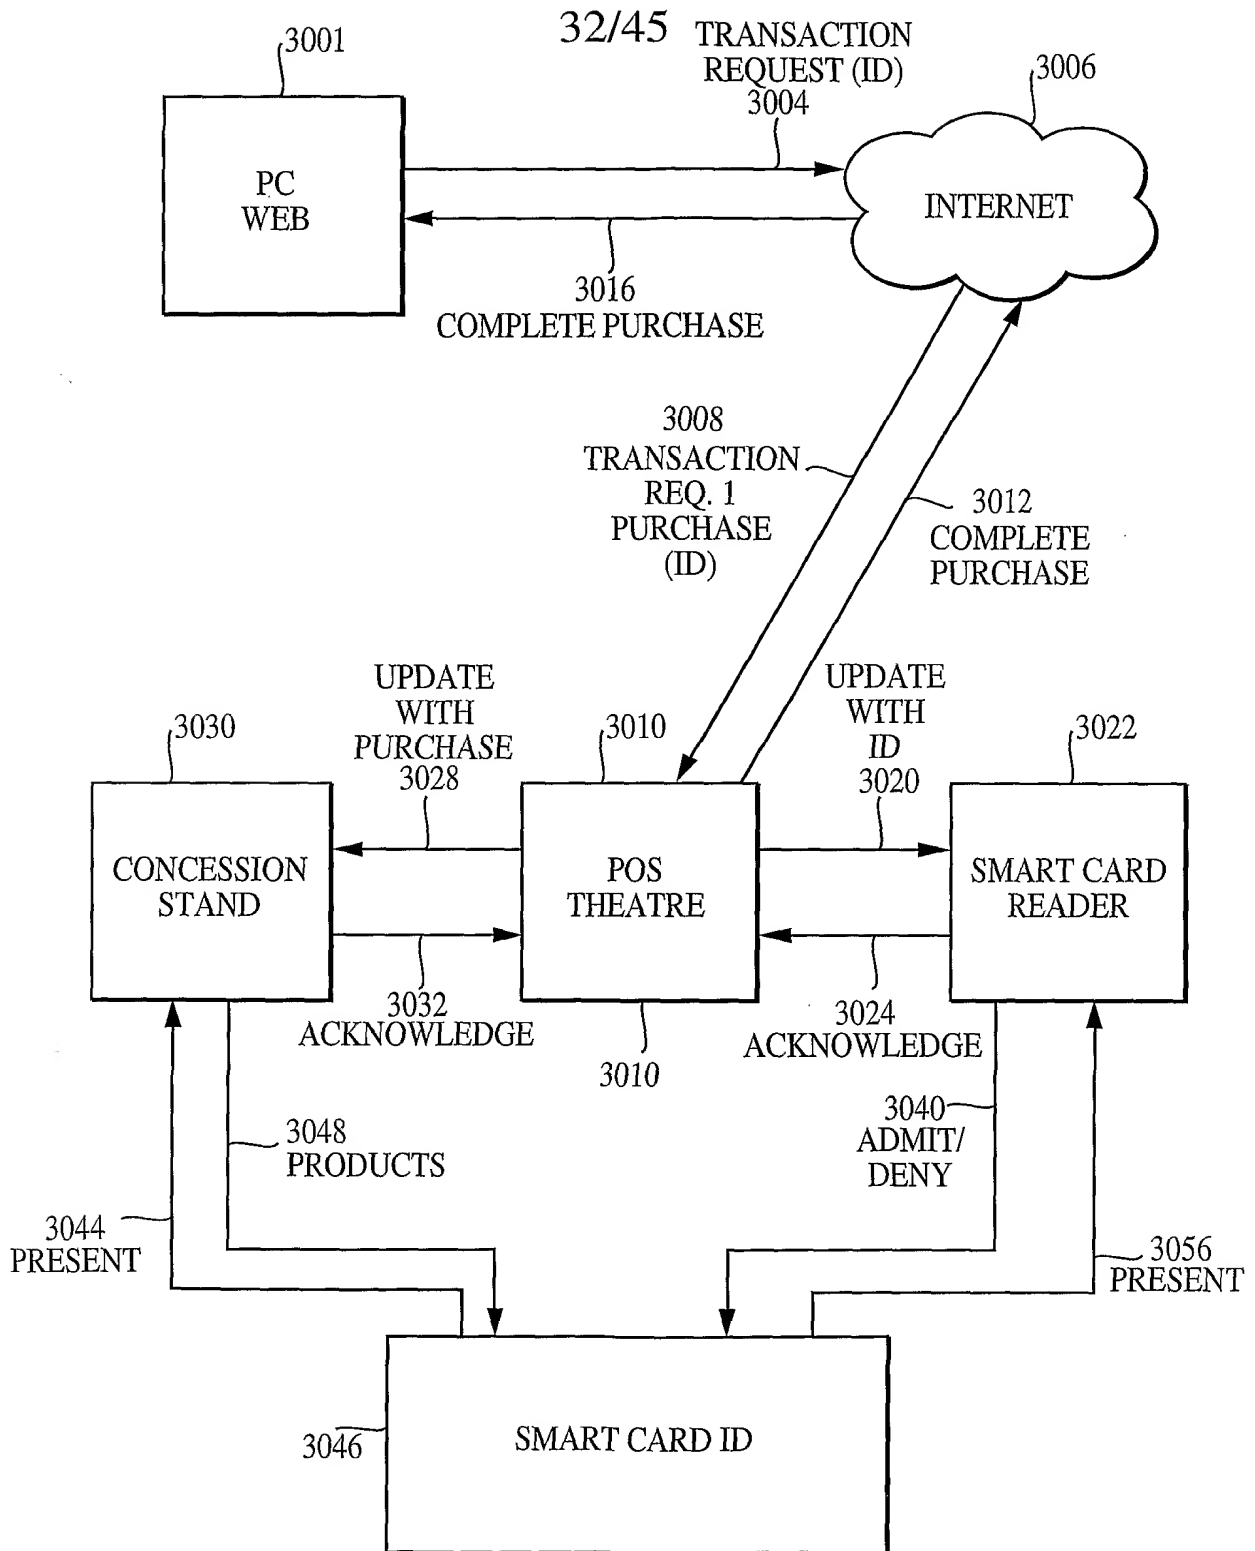 32/45
TRANSACTION
REQUEST (ID)
3004
3001
3006
PC
WEB
INTERNET
3016
COMPLETE PURCHASE
3008
TRANSACTION
REQ. 1
PURCHASE
(ID)
3012
COMPLETE
PURCHASE
UPDATE
WITH
PURCHASE
3028
UPDATE
WITH
ID
3020
3030
3010
3022
CONCESSION
STAND
POS
THEATRE
SMART CARD
READER
3032
ACKNOWLEDGE
3024
ACKNOWLEDGE
3010
3048
PRODUCTS
3040
ADMIT/
DENY
3044
PRESENT
3056
PRESENT
3046
SMART CARD ID